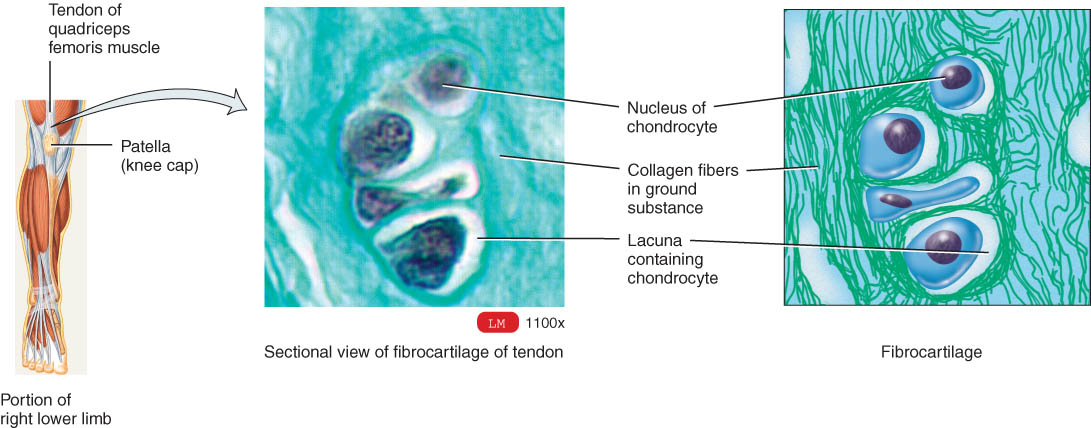 Tendon of
quadriceps
femoris muscle
Patella
(knee cap)
Portion of
right lower limb
Nucleus of
chondrocyte
Collagen fibers
in ground
substance
Lacuna
containing
chondrocyte
LM 1100x
Sectional view of fibrocartilage of tendon
Fibrocartilage